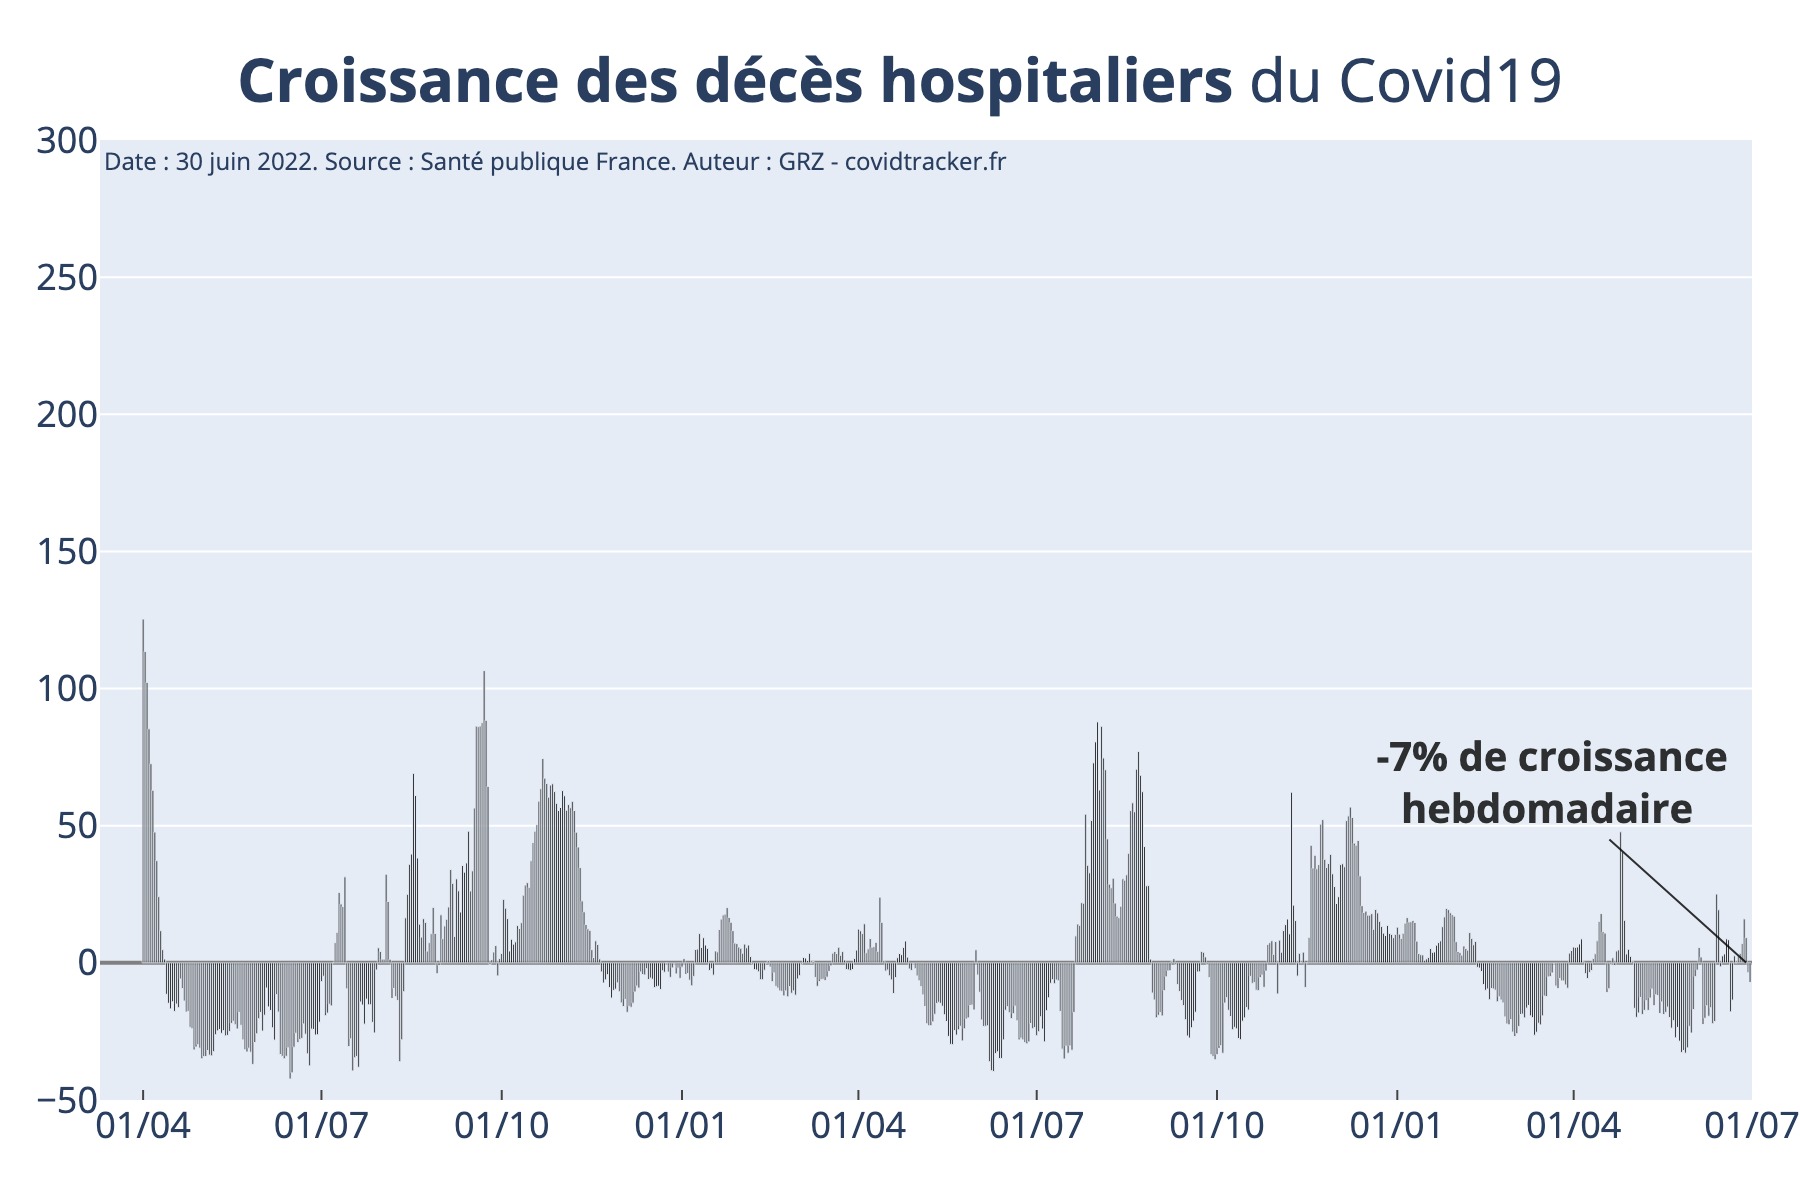 Croissance des décès hospitaliers du Covid19
300
Date : 30 juin 2022. Source : Santé publique France. Auteur : GRZ - covidtracker.fr
250
200
150
100
-7% de croissance
hebdomadaire
50
0
−50
01/04 01/07 01/10 01/01 01/04 01/07 01/10 01/01 01/04 01/07